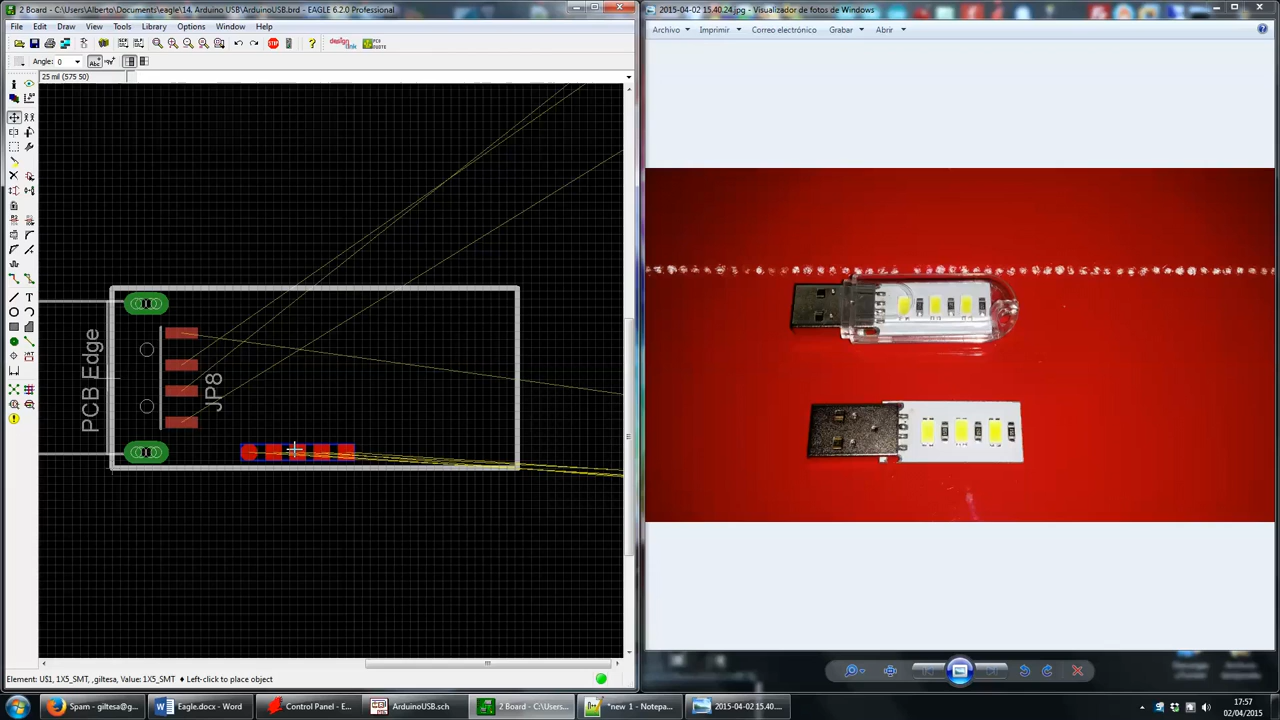 2 Board - C:\Users\Alberto\Documents\eagle\14. Arduino USB\ArduinoUSB.brd - EAGLE 6.2.0 Professional
File Edit Draw View Tools Library Options Window Help
Angle: 0
25 mil (575 50)
PCB Edge
JP8
Element: U$1, 1X5_SMT, ,giltesa, Value: 1X5_SMT ♦ Left-click to place object
2015-04-02 15.40.24.jpg - Visualizador de fotos de Windows
Archivo Imprimir Correo electrónico Grabar Abrir
Spam - giltesa@g... Eagle.docx - Word Control Panel - E... ArduinoUSB.sch 2 Board - C:\Users... *new 1 - Notepa... 2015-04-02 15.40....
17:57
02/04/2015